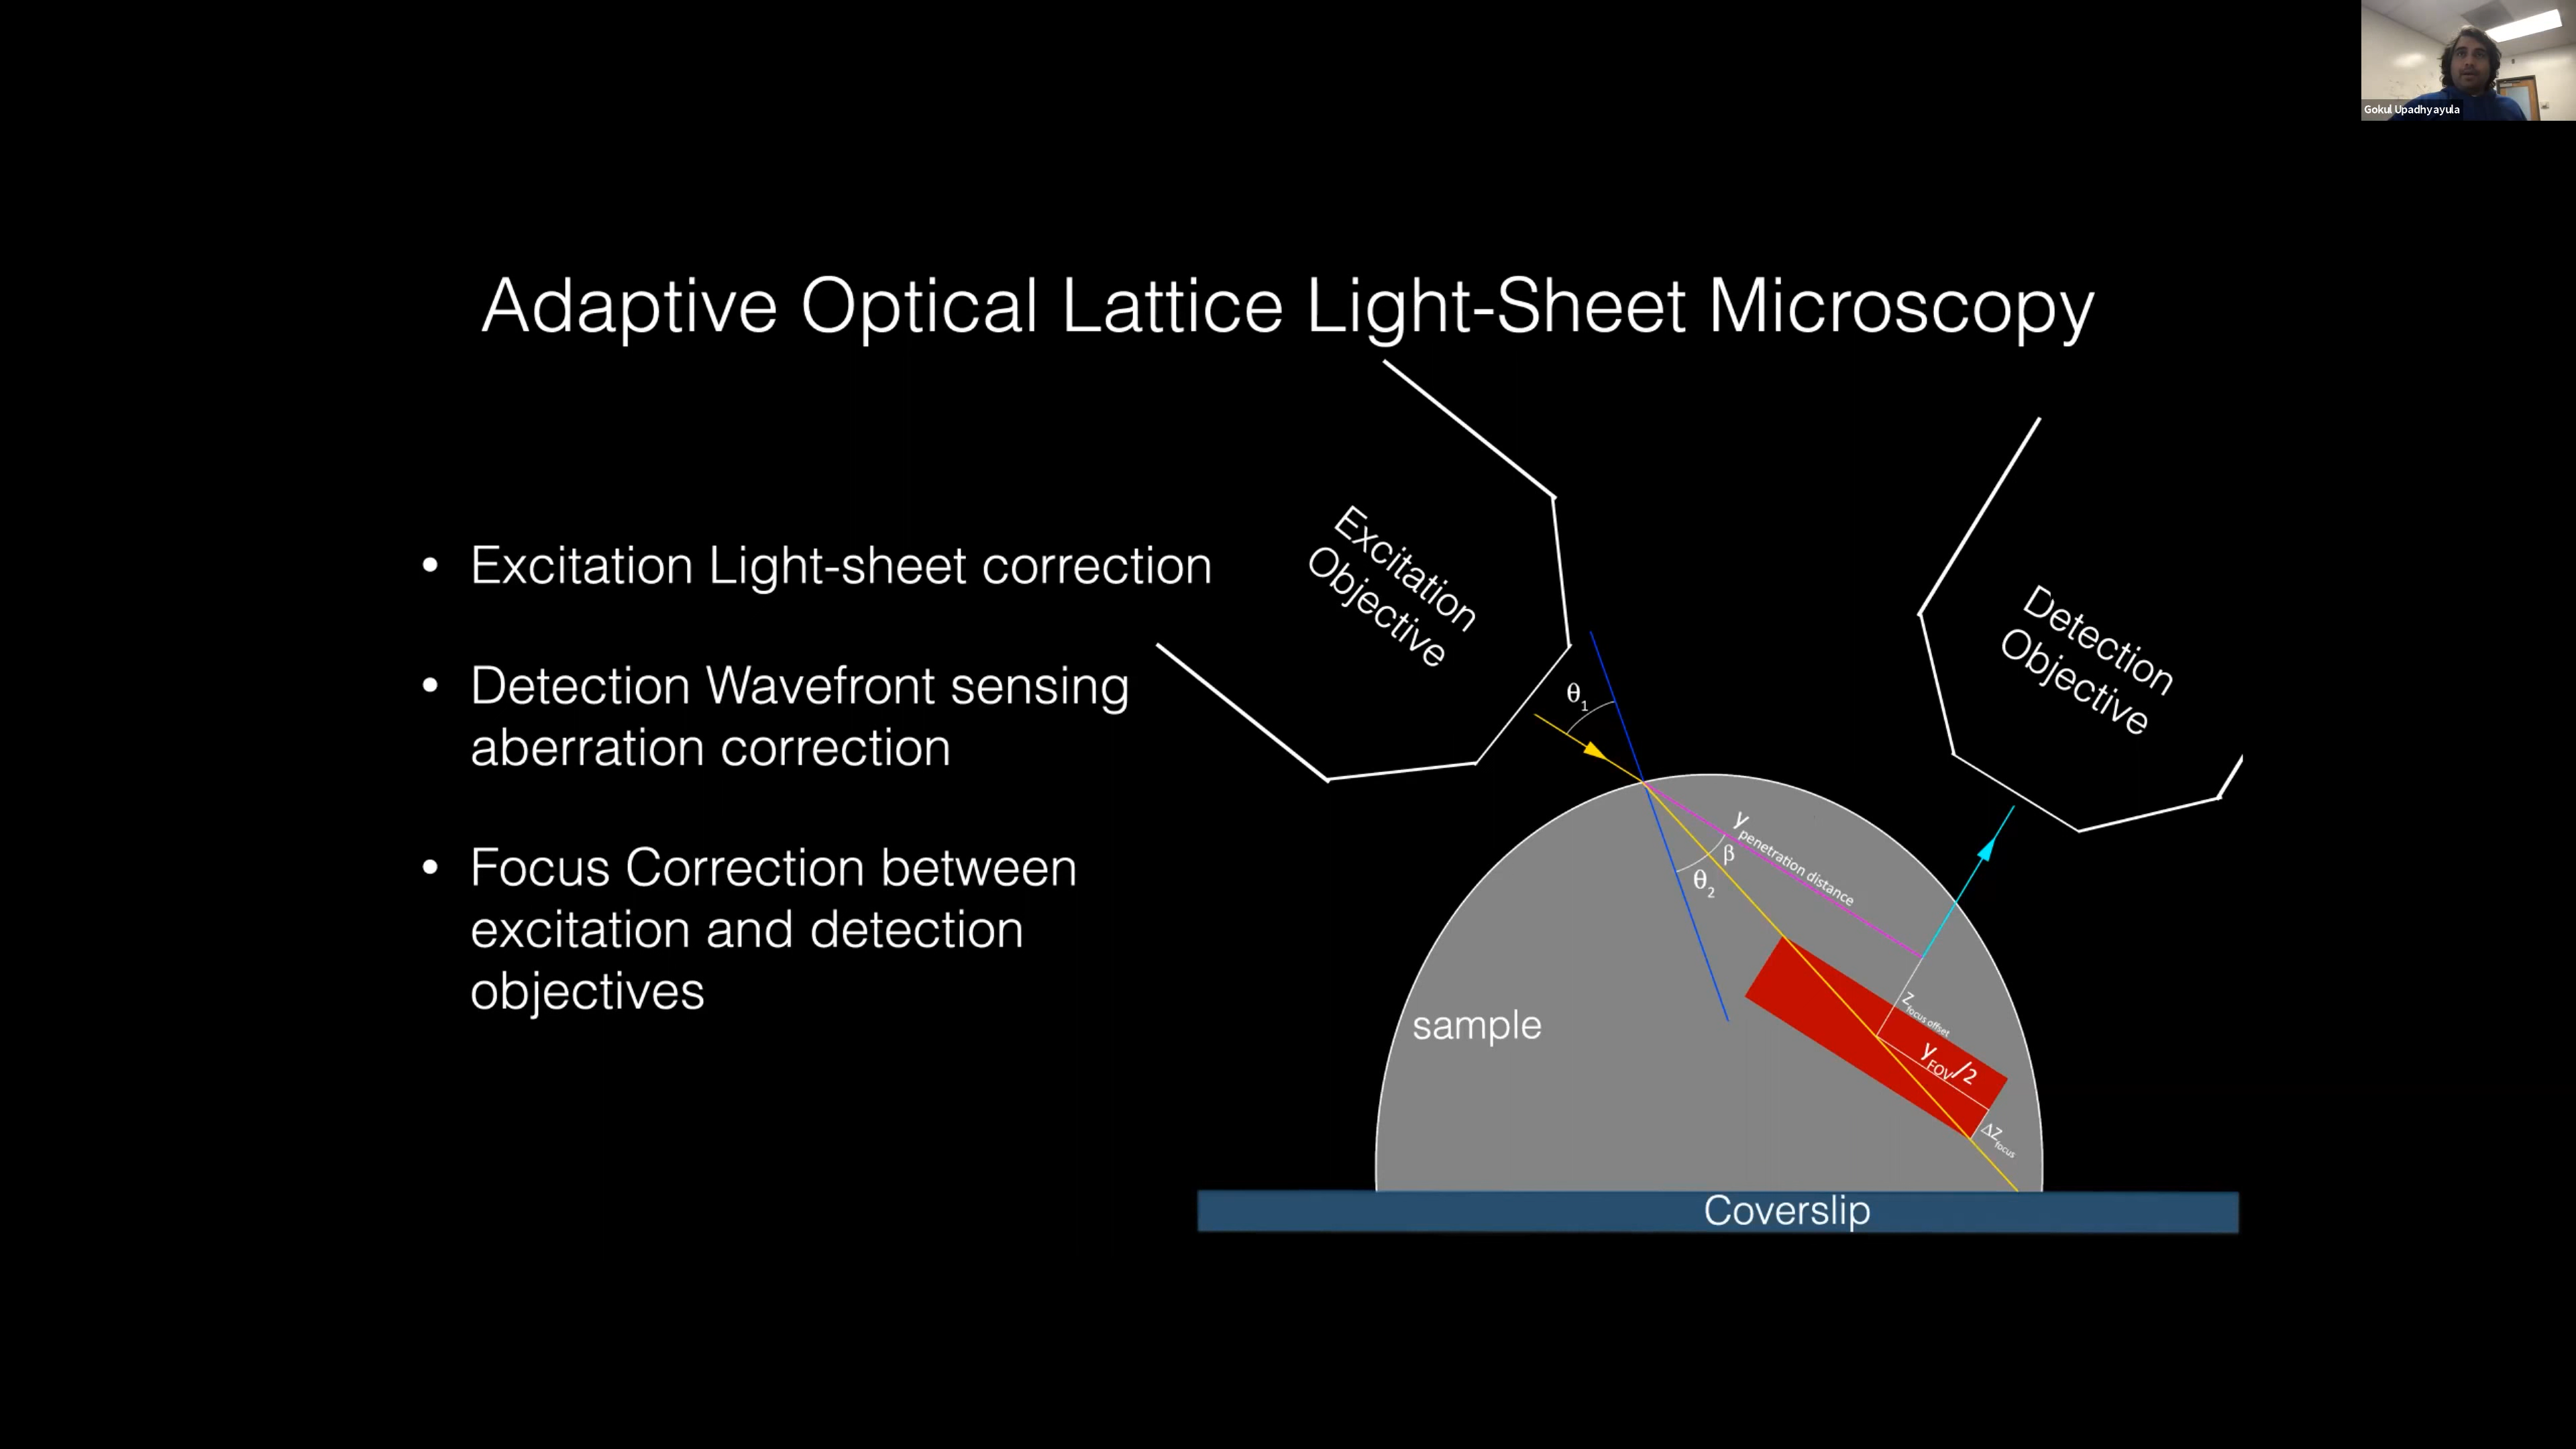 Gokul Upadhyayula
Adaptive Optical Lattice Light-Sheet Microscopy
• Excitation Light-sheet correction
• Detection Wavefront sensing
aberration correction
• Focus Correction between
excitation and detection
objectives
Excitation
Objective
Detection
Objective
θ1
y penetration distance
β
θ2
z focus offset
yFOV/2
Δz focus
sample
Coverslip